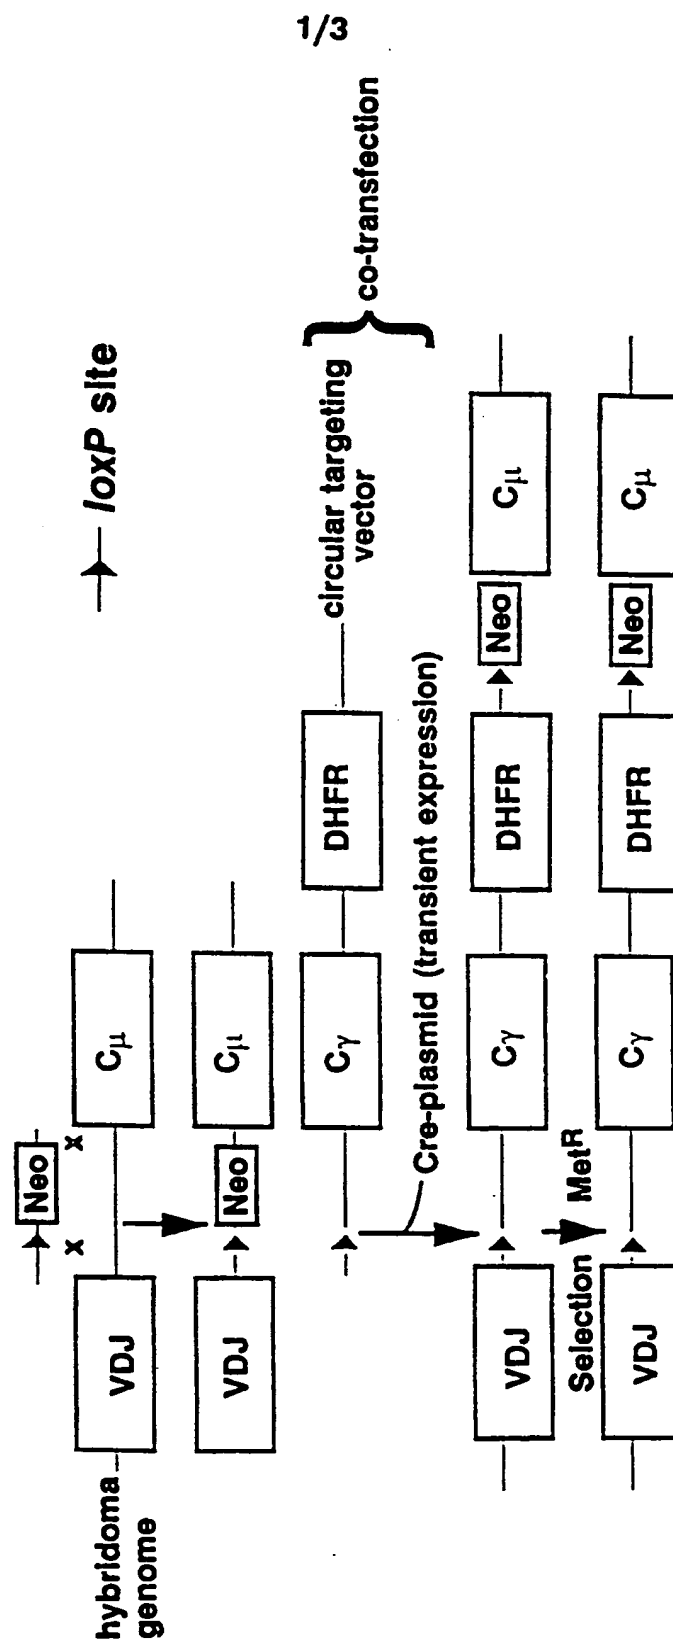 1/3
loxP site
Neo
x x
hybridoma
genome
VDJ Cμ
VDJ Neo Cμ
Cγ DHFR circular targeting
vector
co-transfection
Cre-plasmid (transient expression)
VDJ Cγ DHFR Neo Cμ
Selection MetR
VDJ Cγ DHFR Neo Cμ